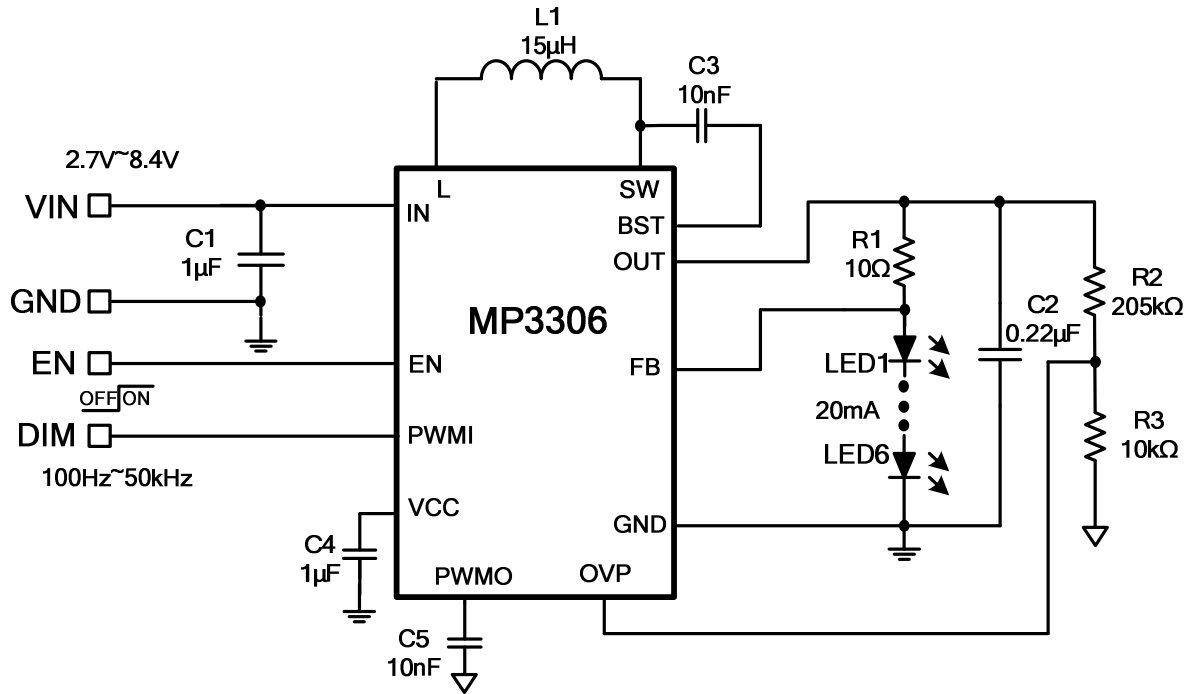 L1
15µH
C3
10nF
2.7V~8.4V
VIN
L
SW
IN
BST
C1
1µF
OUT
R1
10Ω
R2
205kΩ
GND
MP3306
C2
0.22µF
EN
EN
FB
LED1
OFF ON
20mA
DIM
PWMI
R3
10kΩ
100Hz~50kHz
LED6
VCC
GND
C4
1µF
PWMO
OVP
C5
10nF